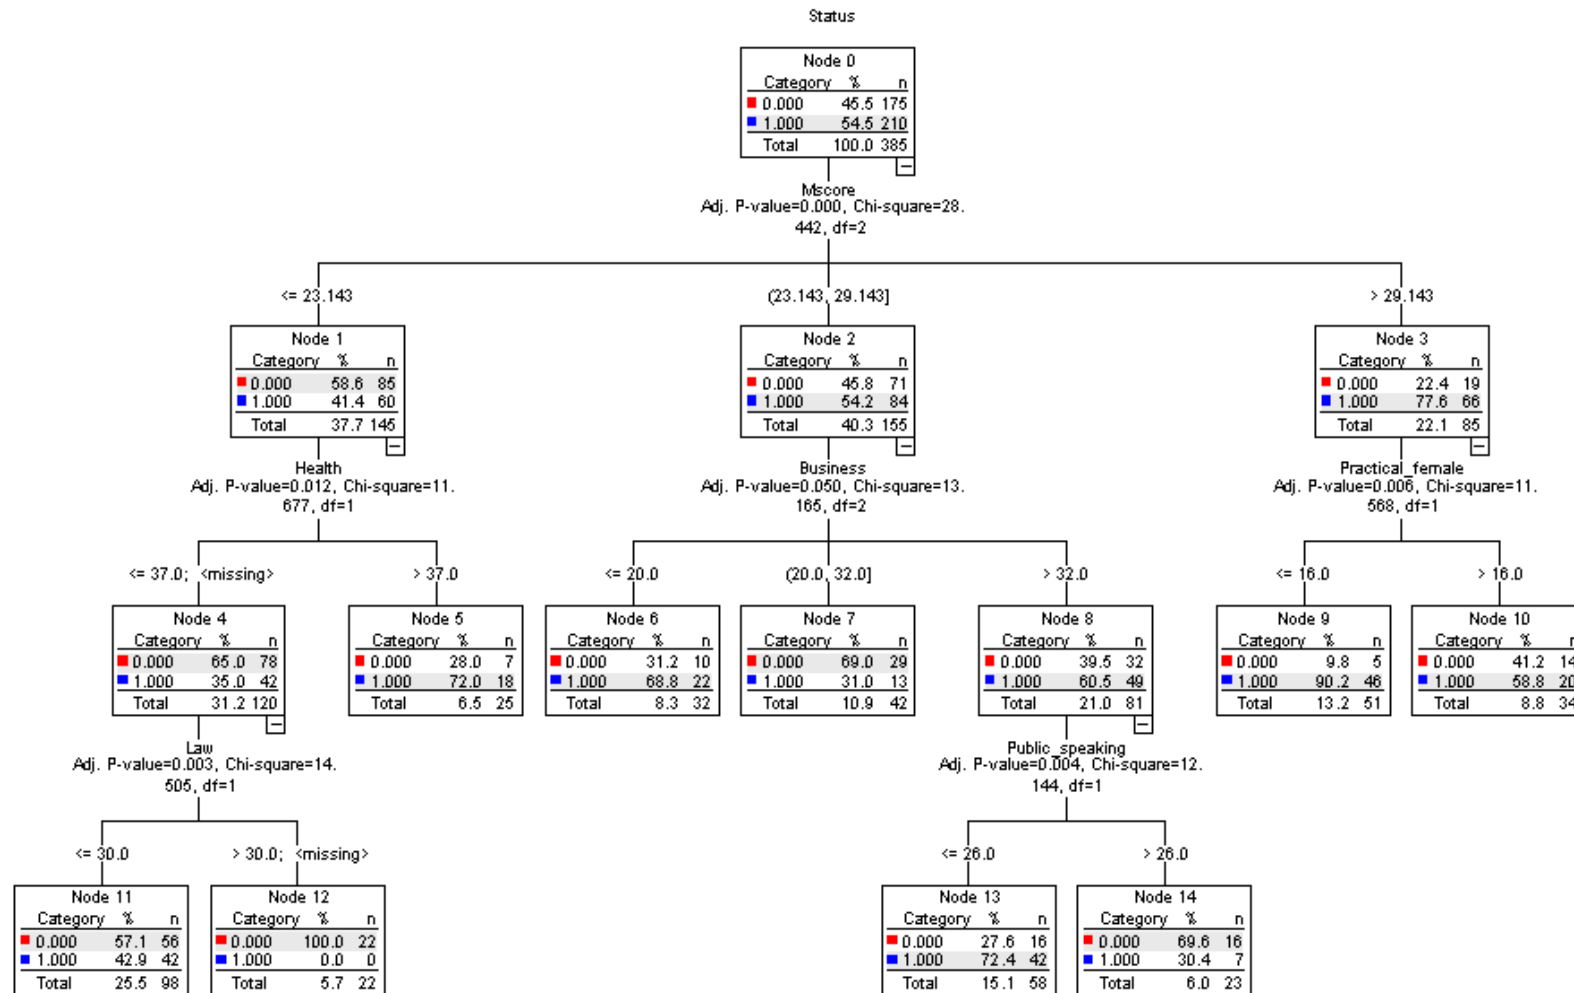 Status
Node 0
Category % n
0.000 45.5 175
1.000 54.5 210
Total 100.0 385
Mscore
Adj. P-value=0.000, Chi-square=28.
442, df=2
<= 23.143
(23.143, 29.143]
> 29.143
Node 1
Category % n
0.000 58.6 85
1.000 41.4 60
Total 37.7 145
Node 2
Category % n
0.000 45.8 71
1.000 54.2 84
Total 40.3 155
Node 3
Category % n
0.000 22.4 19
1.000 77.6 66
Total 22.1 85
Health
Adj. P-value=0.012, Chi-square=11.
677, df=1
Business
Adj. P-value=0.050, Chi-square=13.
165, df=2
Practical_female
Adj. P-value=0.006, Chi-square=11.
568, df=1
<= 37.0; <missing>
> 37.0
<= 20.0
(20.0, 32.0]
> 32.0
<= 16.0
> 16.0
Node 4
Category % n
0.000 65.0 78
1.000 35.0 42
Total 31.2 120
Node 5
Category % n
0.000 28.0 7
1.000 72.0 18
Total 6.5 25
Node 6
Category % n
0.000 31.2 10
1.000 68.8 22
Total 8.3 32
Node 7
Category % n
0.000 69.0 29
1.000 31.0 13
Total 10.9 42
Node 8
Category % n
0.000 39.5 32
1.000 60.5 49
Total 21.0 81
Node 9
Category % n
0.000 9.8 5
1.000 90.2 46
Total 13.2 51
Node 10
Category % n
0.000 41.2 14
1.000 58.8 20
Total 8.8 34
Law
Adj. P-value=0.003, Chi-square=14.
505, df=1
Public_speaking
Adj. P-value=0.004, Chi-square=12.
144, df=1
<= 30.0
> 30.0; <missing>
<= 26.0
> 26.0
Node 11
Category % n
0.000 57.1 56
1.000 42.9 42
Total 25.5 98
Node 12
Category % n
0.000 100.0 22
1.000 0.0 0
Total 5.7 22
Node 13
Category % n
0.000 27.6 16
1.000 72.4 42
Total 15.1 58
Node 14
Category % n
0.000 69.6 16
1.000 30.4 7
Total 6.0 23